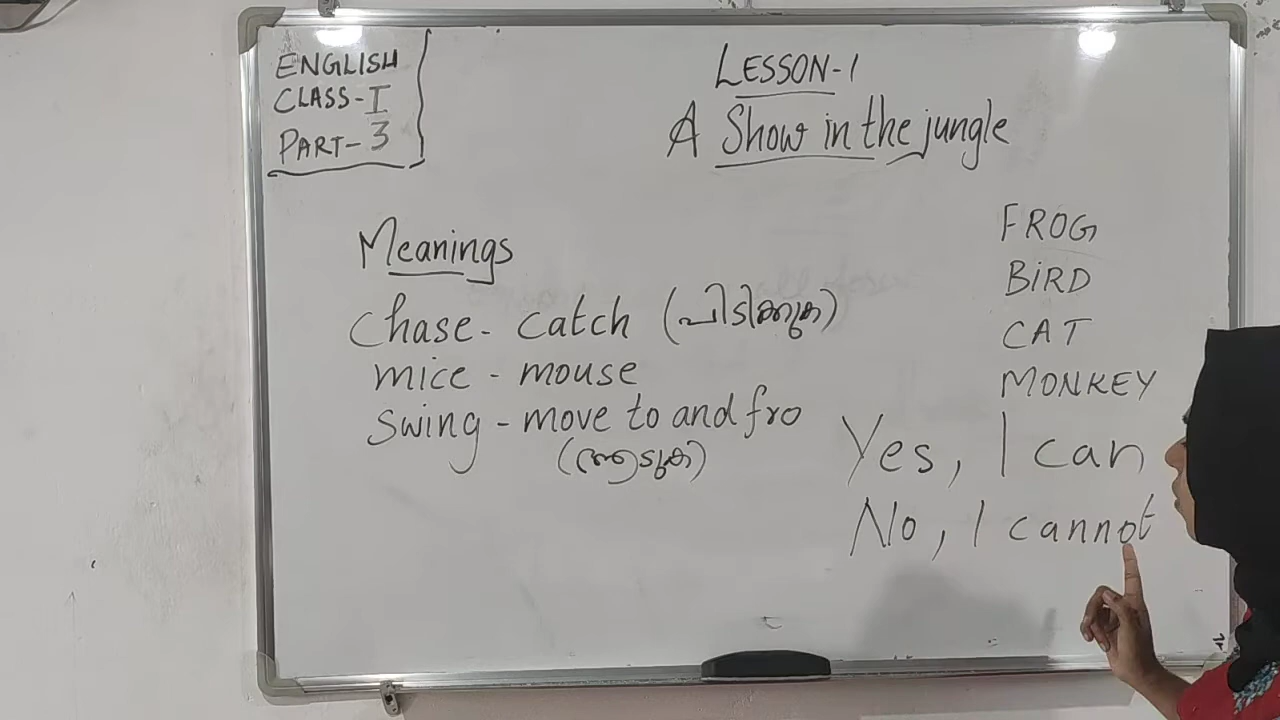 ENGLISH
CLASS-I
PART-3
LESSON-1
A Show in the jungle
Meanings
Chase- catch (പിടിക്കുക)
mice - mouse
swing - move to and fro
(ആടുക)
FROG
BiRD
CAT
MONKEY
Yes, I can
No, I cannot